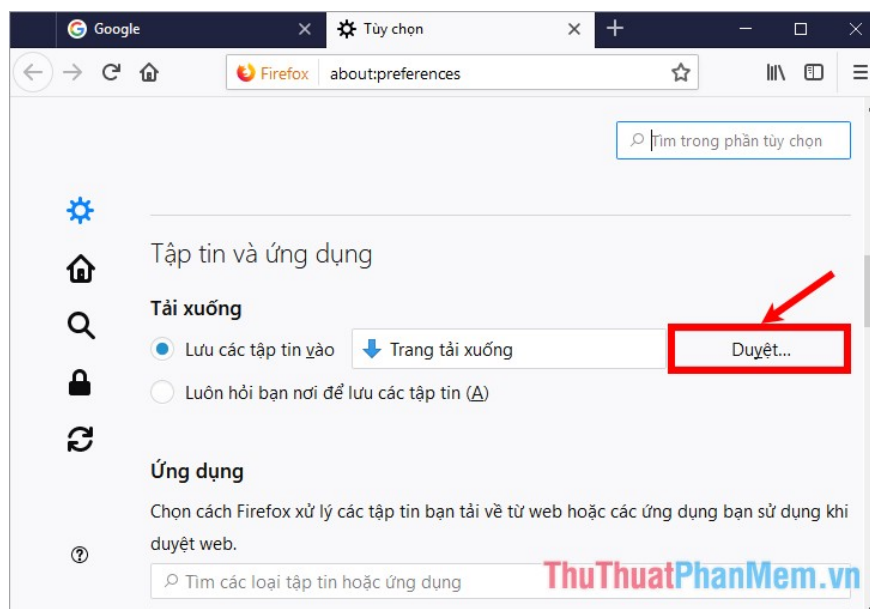 Google
Tùy chọn
Firefox about:preferences
Tìm trong phần tùy chọn
Tập tin và ứng dụng
Tải xuống
Lưu các tập tin vào Trang tải xuống Duyệt...
Luôn hỏi bạn nơi để lưu các tập tin (A)
Ứng dụng
Chọn cách Firefox xử lý các tập tin bạn tải về từ web hoặc các ứng dụng bạn sử dụng khi
duyệt web.
Tìm các loại tập tin hoặc ứng dụng
ThuThuatPhanMem.vn